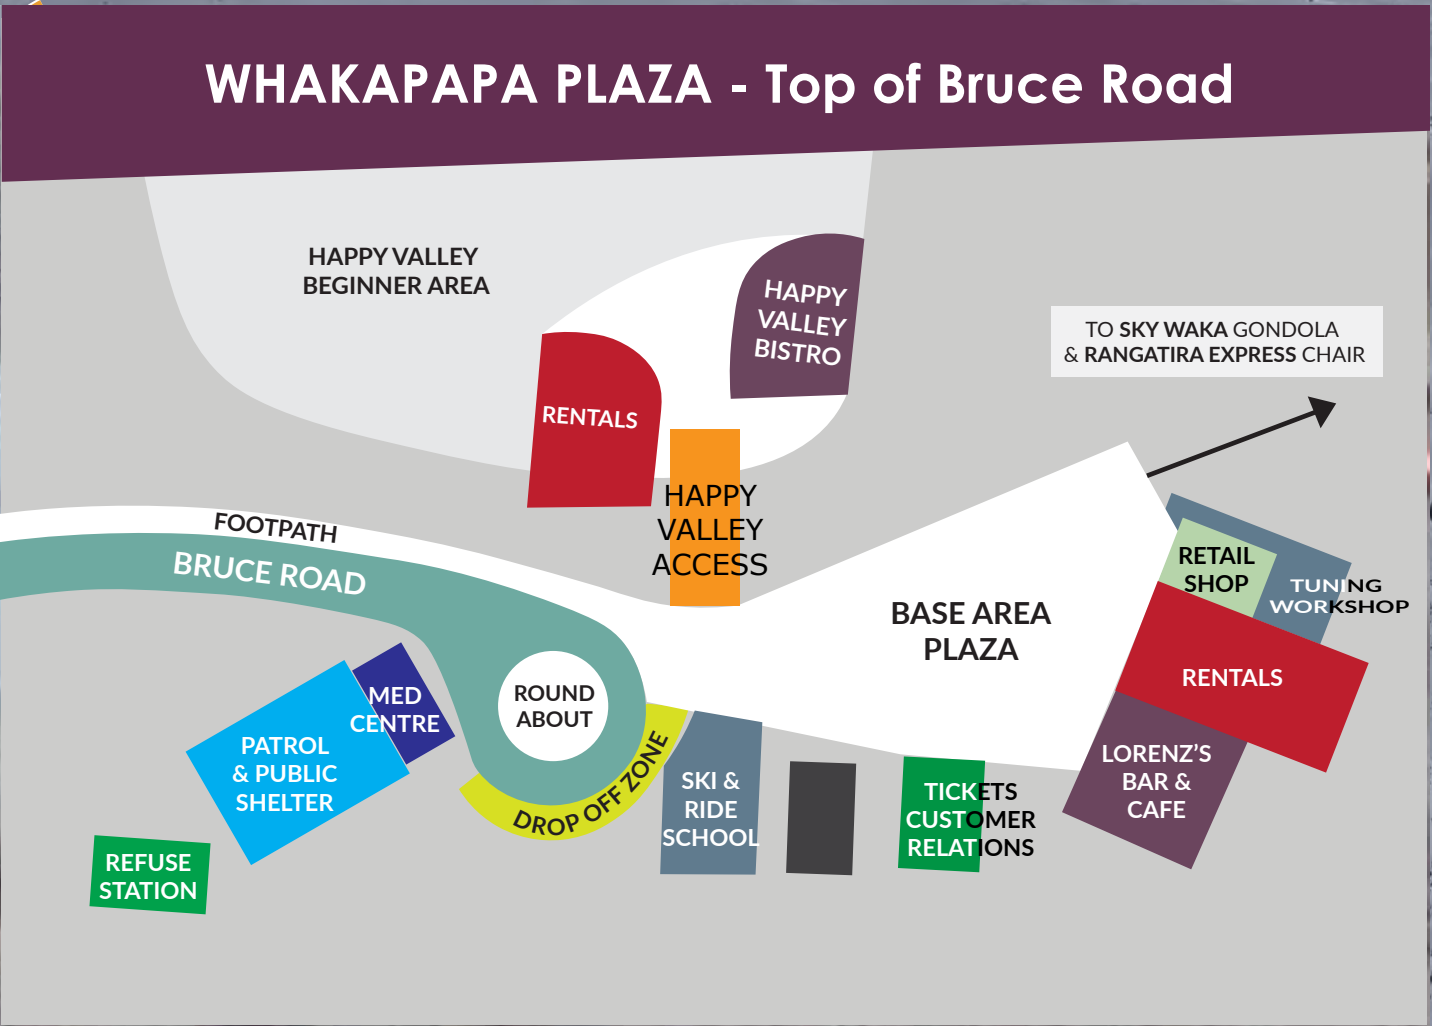 WHAKAPAPA PLAZA - Top of Bruce Road
HAPPY VALLEY
BEGINNER AREA
HAPPY
VALLEY
BISTRO
TO SKY WAKA GONDOLA
& RANGATIRA EXPRESS CHAIR
RENTALS
HAPPY
VALLEY
ACCESS
FOOTPATH
BRUCE ROAD
RETAIL
SHOP
TUNING
WORKSHOP
BASE AREA
PLAZA
RENTALS
MED
CENTRE
ROUND
ABOUT
PATROL
& PUBLIC
SHELTER
DROP OFF ZONE
SKI &
RIDE
SCHOOL
TICKETS
CUSTOMER
RELATIONS
LORENZ’S
BAR &
CAFE
REFUSE
STATION